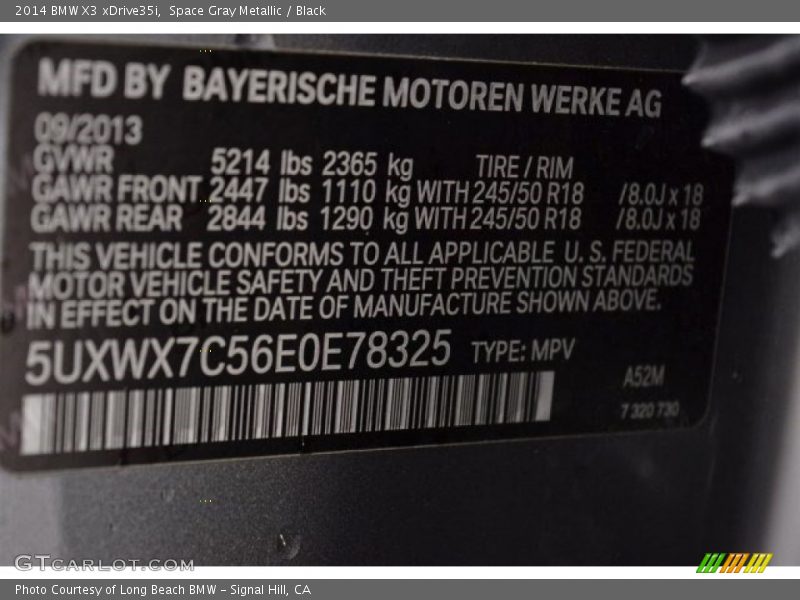 2014 BMW X3 xDrive35i, Space Gray Metallic / Black
MFD BY BAYERISCHE MOTOREN WERKE AG
09/2013
GVWR 5214 lbs 2365 kg TIRE / RIM
GAWR FRONT 2447 lbs 1110 kg WITH 245/50 R18 /8.0J x 18
GAWR REAR 2844 lbs 1290 kg WITH 245/50 R18 /8.0J x 18
THIS VEHICLE CONFORMS TO ALL APPLICABLE U. S. FEDERAL
MOTOR VEHICLE SAFETY AND THEFT PREVENTION STANDARDS
IN EFFECT ON THE DATE OF MANUFACTURE SHOWN ABOVE.
5UXWX7C56E0E78325 TYPE: MPV
A52M
7 320 730
GTCARLOT.COM
Photo Courtesy of Long Beach BMW - Signal Hill, CA